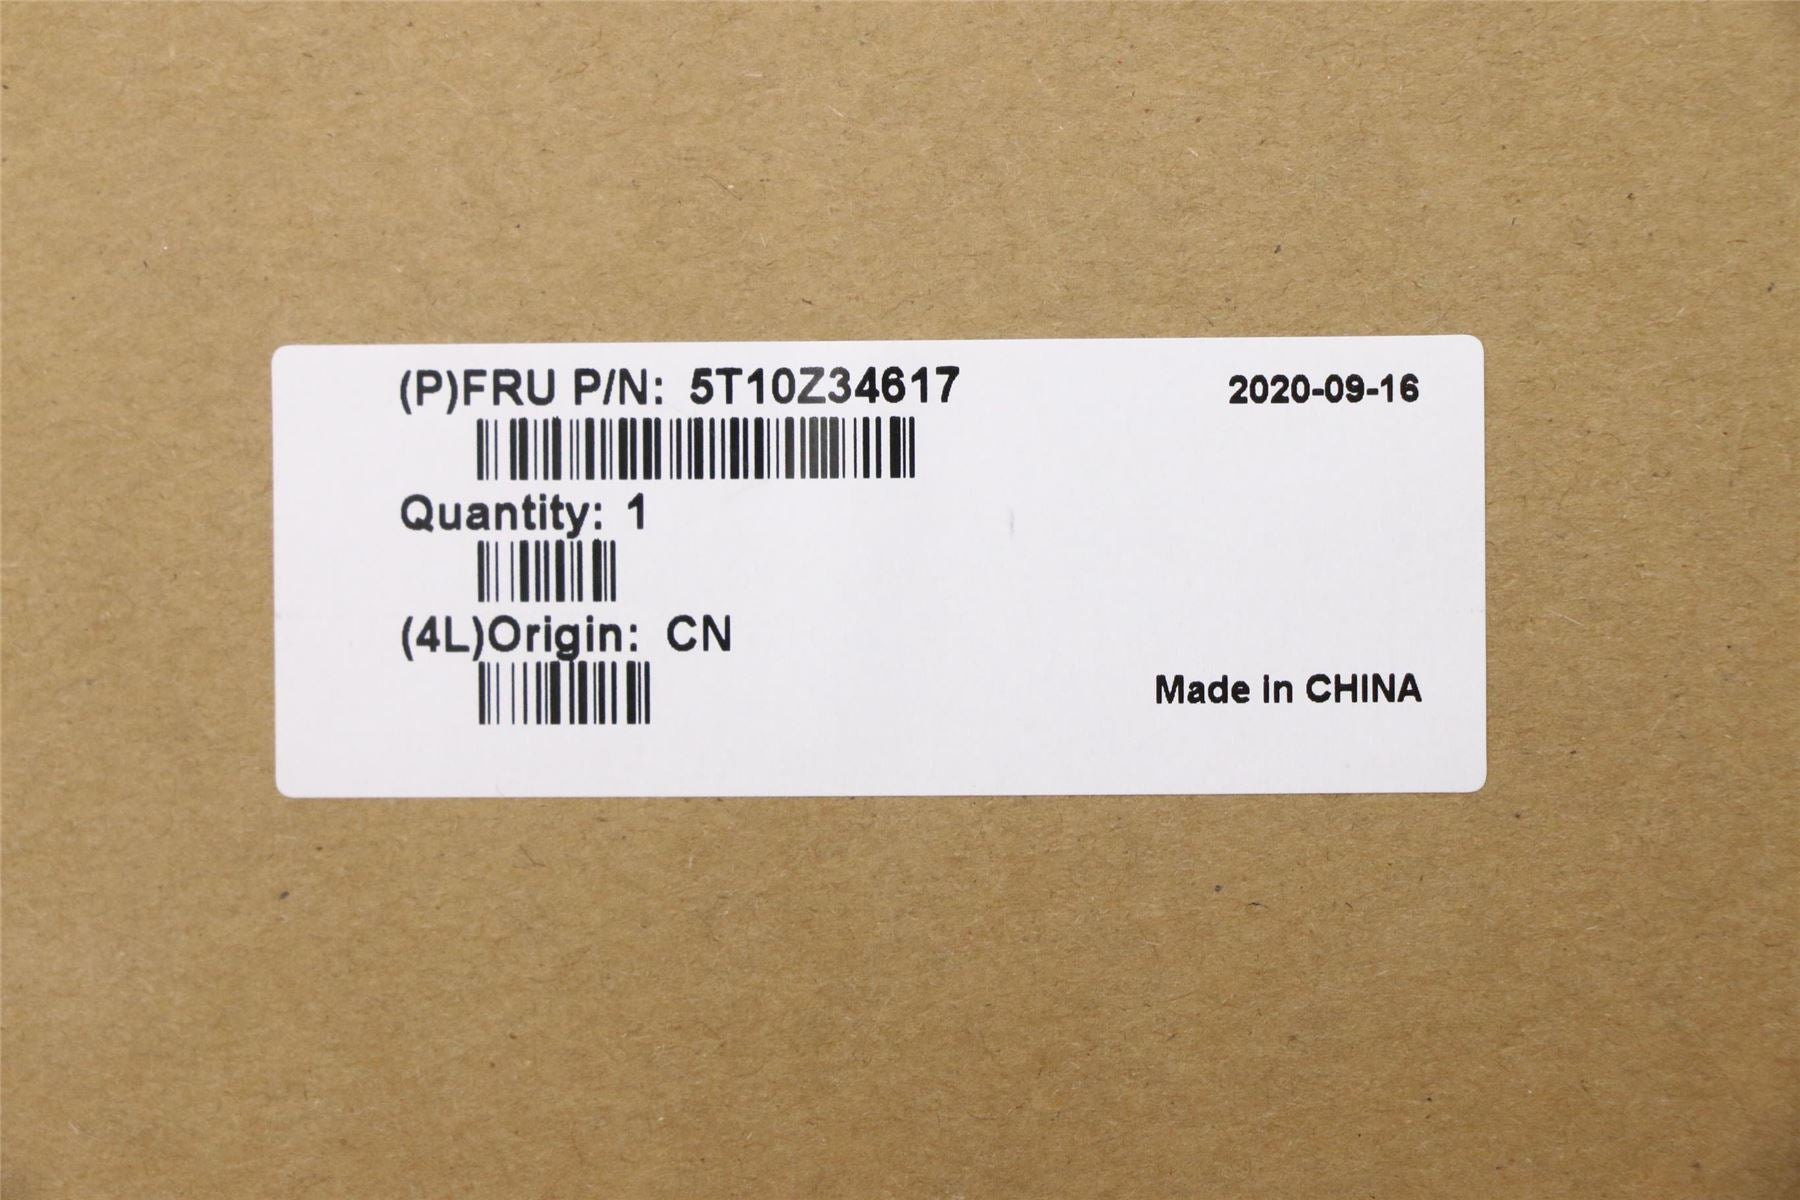 (P)FRU P/N: 5T10Z34617
2020-09-16
Quantity: 1
(4L)Origin: CN
Made in CHINA